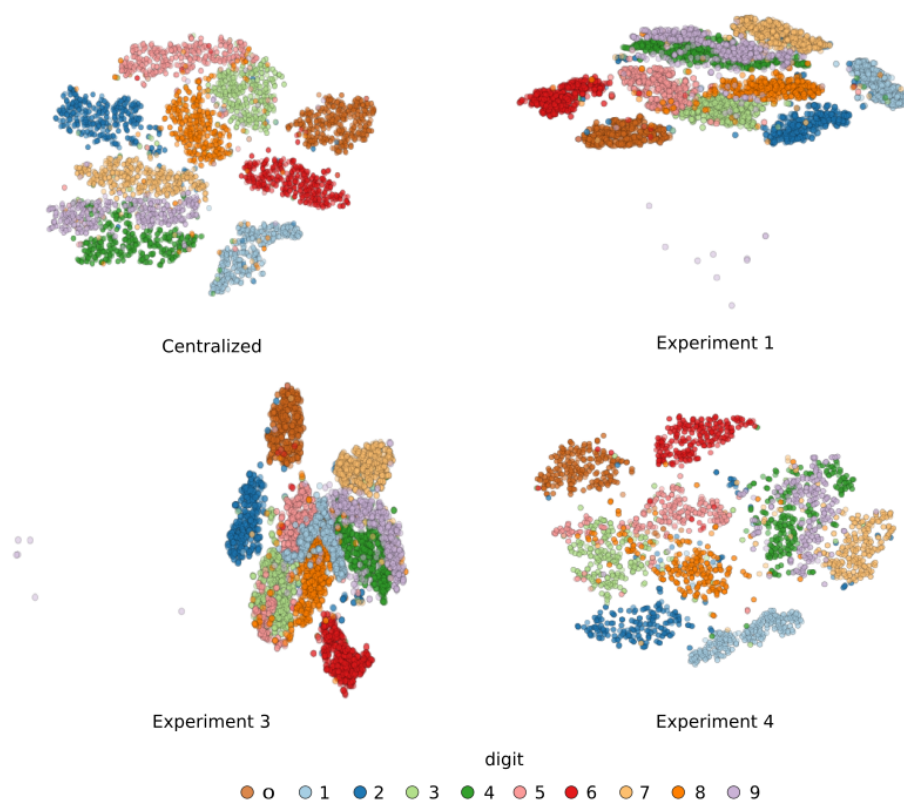 Centralized
Experiment 1
Experiment 3
Experiment 4
digit
0 1 2 3 4 5 6 7 8 9